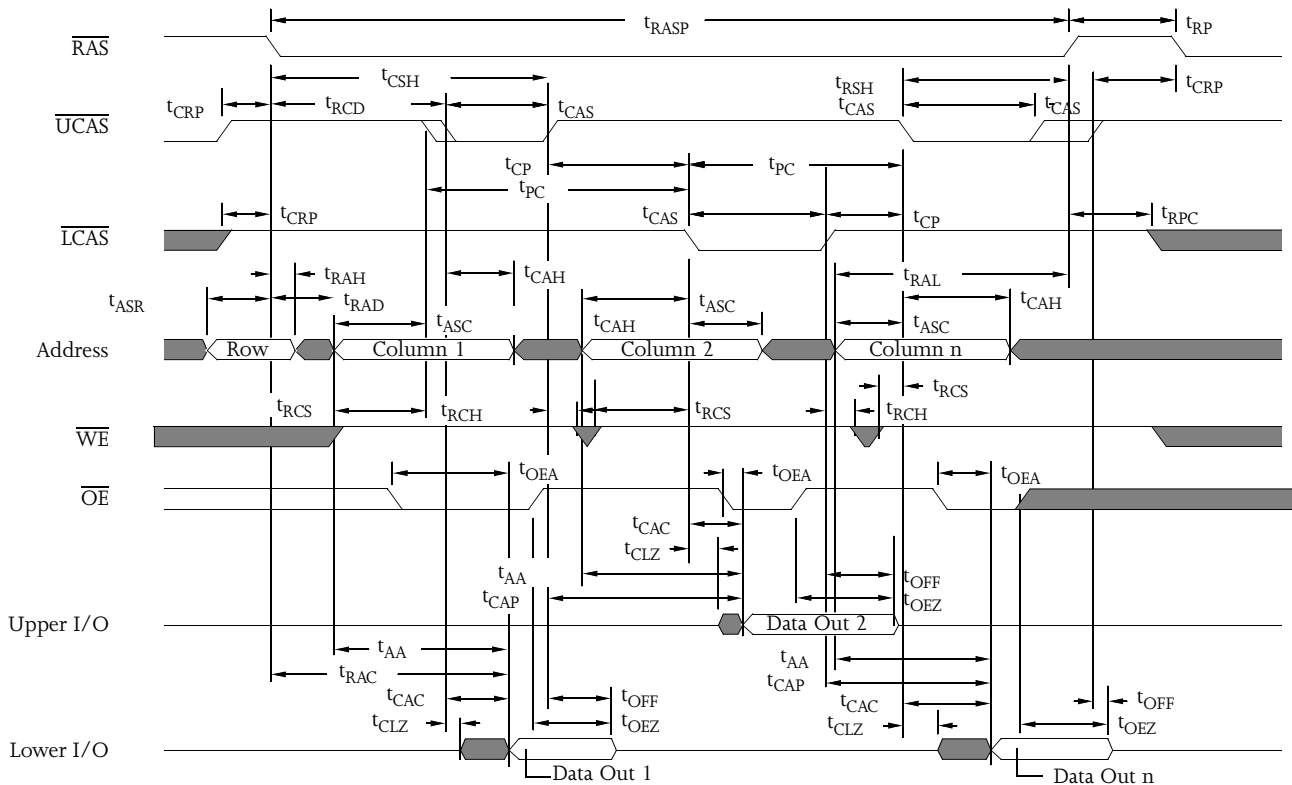 tRASP tRP
RAS
tCSH tRSH
tCRP tRCD tCAS tCAS tCAS tCRP
UCAS
tCP tPC
tPC
tCRP tCAS tCP tRPC
LCAS
tRAH tCAH tRAL
tASR tRAD tASC tCAH
tASC tCAH tASC
Address Row Column 1 Column 2 Column n
tRCS
tRCS tRCH tRCS tRCH
WE
tOEA tOEA tOEA
OE
tCAC
tCLZ
tAA tOFF
tCAP tOEZ
Upper I/O Data Out 2
tAA tAA
tRAC tCAP
tCAC tOFF tCAC tOFF
tCLZ tOEZ tCLZ tOEZ
Lower I/O
Data Out 1 Data Out n